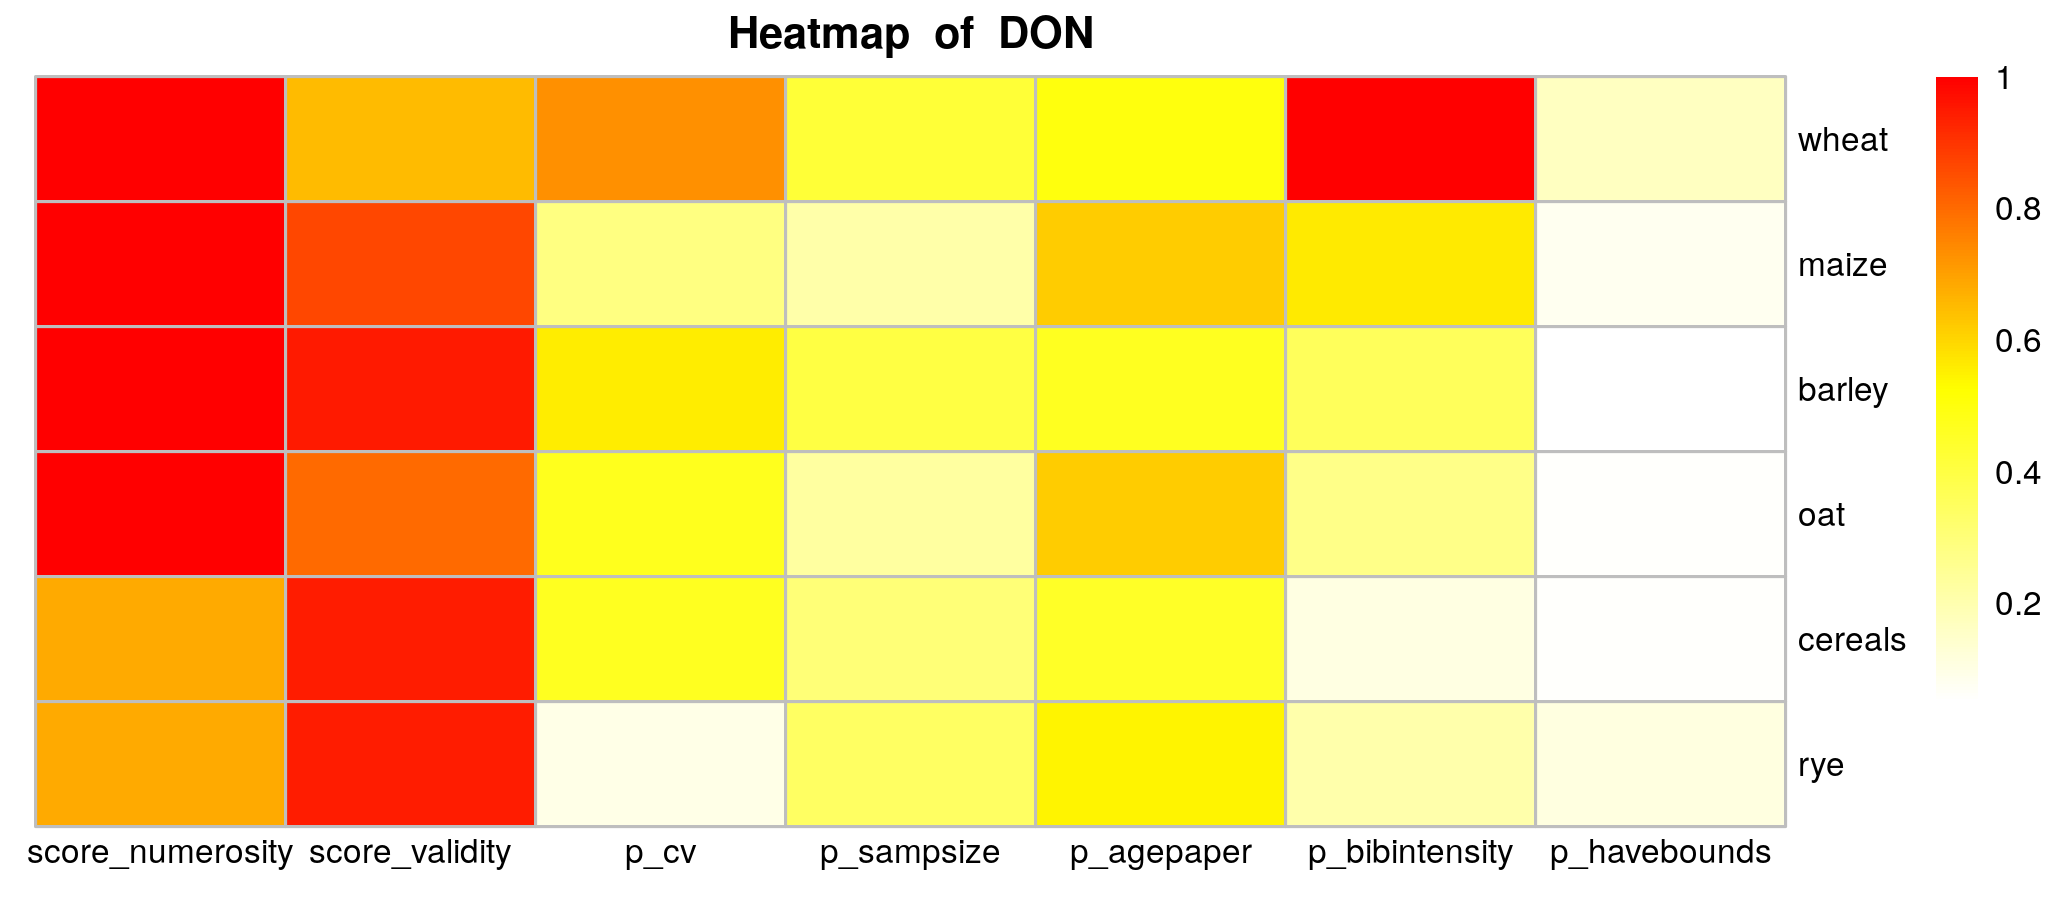 Heatmap of DON
1
wheat
0.8
maize
0.6
barley
0.4
oat
0.2
cereals
rye
score_numerosity score_validity p_cv p_sampsize p_agepaper p_bibintensity p_havebounds